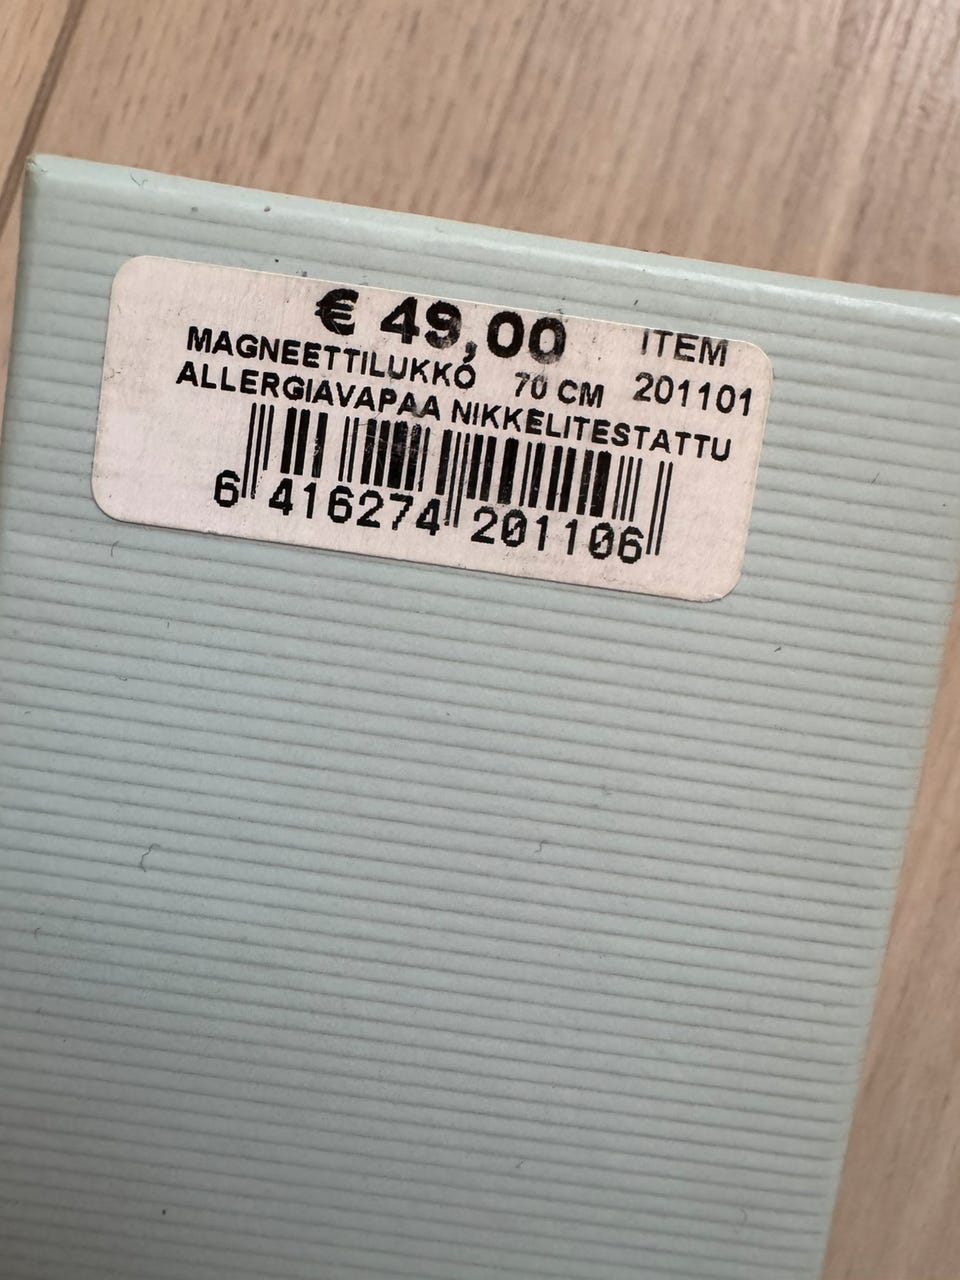 € 49,00 ITEM
MAGNEETTILUKKO 70 CM 201101
ALLERGIAVAPAA NIKKELITESTATTU
6 416274 201106